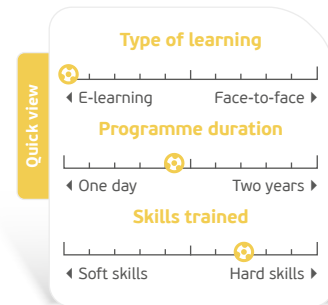 Quick view
Type of learning
E-learning Face-to-face
Programme duration
One day Two years
Skills trained
Soft skills Hard skills